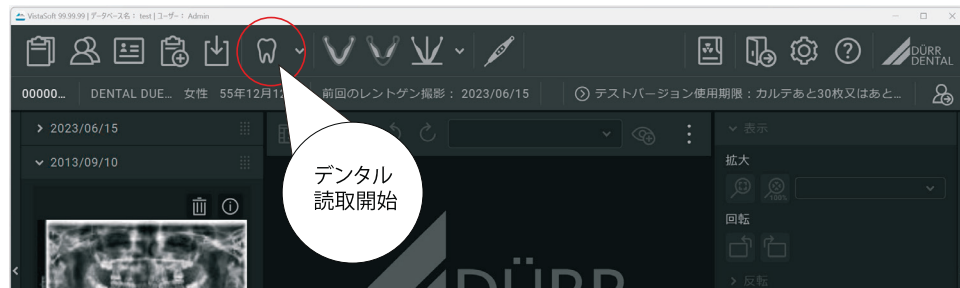 VistaSoft 99.99.99 | データベース名： test | ユーザー： Admin
DÜRR
DENTAL
00000... DENTAL DUE... 女性 55年12月1 前回のレントゲン撮影： 2023/06/15 テストバージョン使用期限：カルテあと30枚又はあと...
2023/06/15
2013/09/10
デンタル
読取開始
表示
拡大
100%
回転
反転
DÜRR